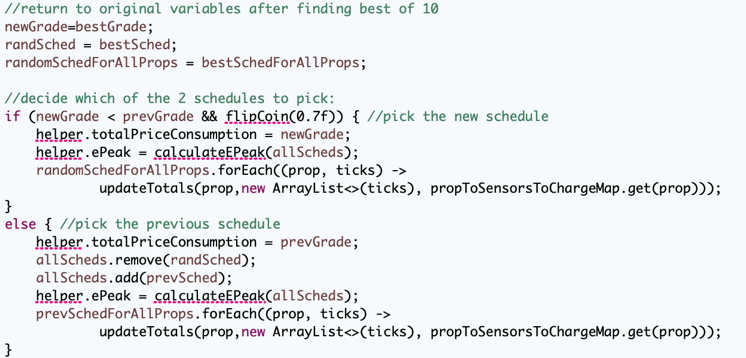 //return to original variables after finding best of 10
newGrade=bestGrade;
randSched = bestSched;
randomSchedForAllProps = bestSchedForAllProps;

//decide which of the 2 schedules to pick:
if (newGrade < prevGrade && flipCoin(0.7f)) { //pick the new schedule
    helper.totalPriceConsumption = newGrade;
    helper.ePeak = calculateEPeak(allScheds);
    randomSchedForAllProps.forEach((prop, ticks) ->
            updateTotals(prop,new ArrayList<>(ticks), propToSensorsToChargeMap.get(prop)));
}
else { //pick the previous schedule
    helper.totalPriceConsumption = prevGrade;
    allScheds.remove(randSched);
    allScheds.add(prevSched);
    helper.ePeak = calculateEPeak(allScheds);
    prevSchedForAllProps.forEach((prop, ticks) ->
            updateTotals(prop,new ArrayList<>(ticks), propToSensorsToChargeMap.get(prop)));
}